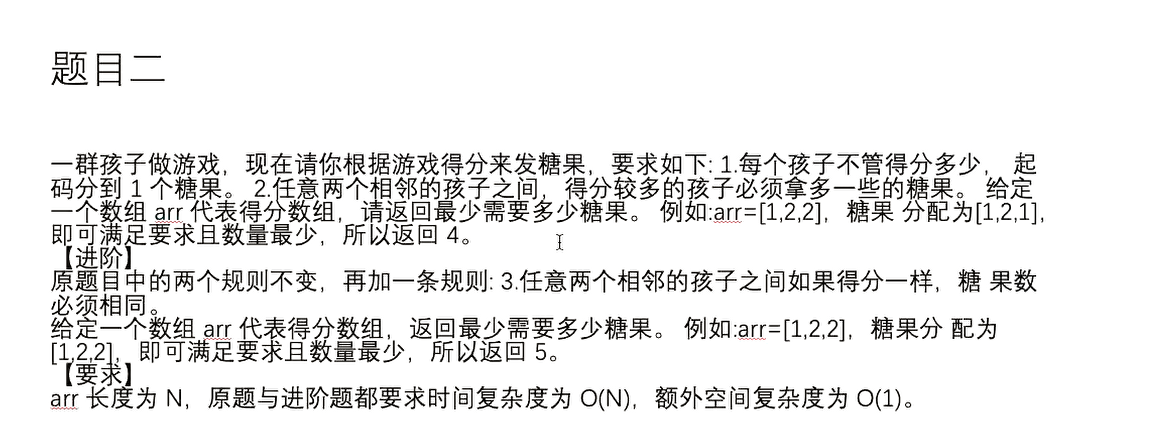 题目二
一群孩子做游戏，现在请你根据游戏得分来发糖果，要求如下: 1.每个孩子不管得分多少， 起
码分到 1 个糖果。 2.任意两个相邻的孩子之间，得分较多的孩子必须拿多一些的糖果。 给定
一个数组 arr 代表得分数组，请返回最少需要多少糖果。 例如:arr=[1,2,2]，糖果 分配为[1,2,1]，
即可满足要求且数量最少，所以返回 4。
【进阶】
原题目中的两个规则不变，再加一条规则: 3.任意两个相邻的孩子之间如果得分一样，糖 果数
必须相同。
给定一个数组 arr 代表得分数组，返回最少需要多少糖果。 例如:arr=[1,2,2]，糖果分 配为
[1,2,2]，即可满足要求且数量最少，所以返回 5。
【要求】
arr 长度为 N，原题与进阶题都要求时间复杂度为 O(N)，额外空间复杂度为 O(1)。